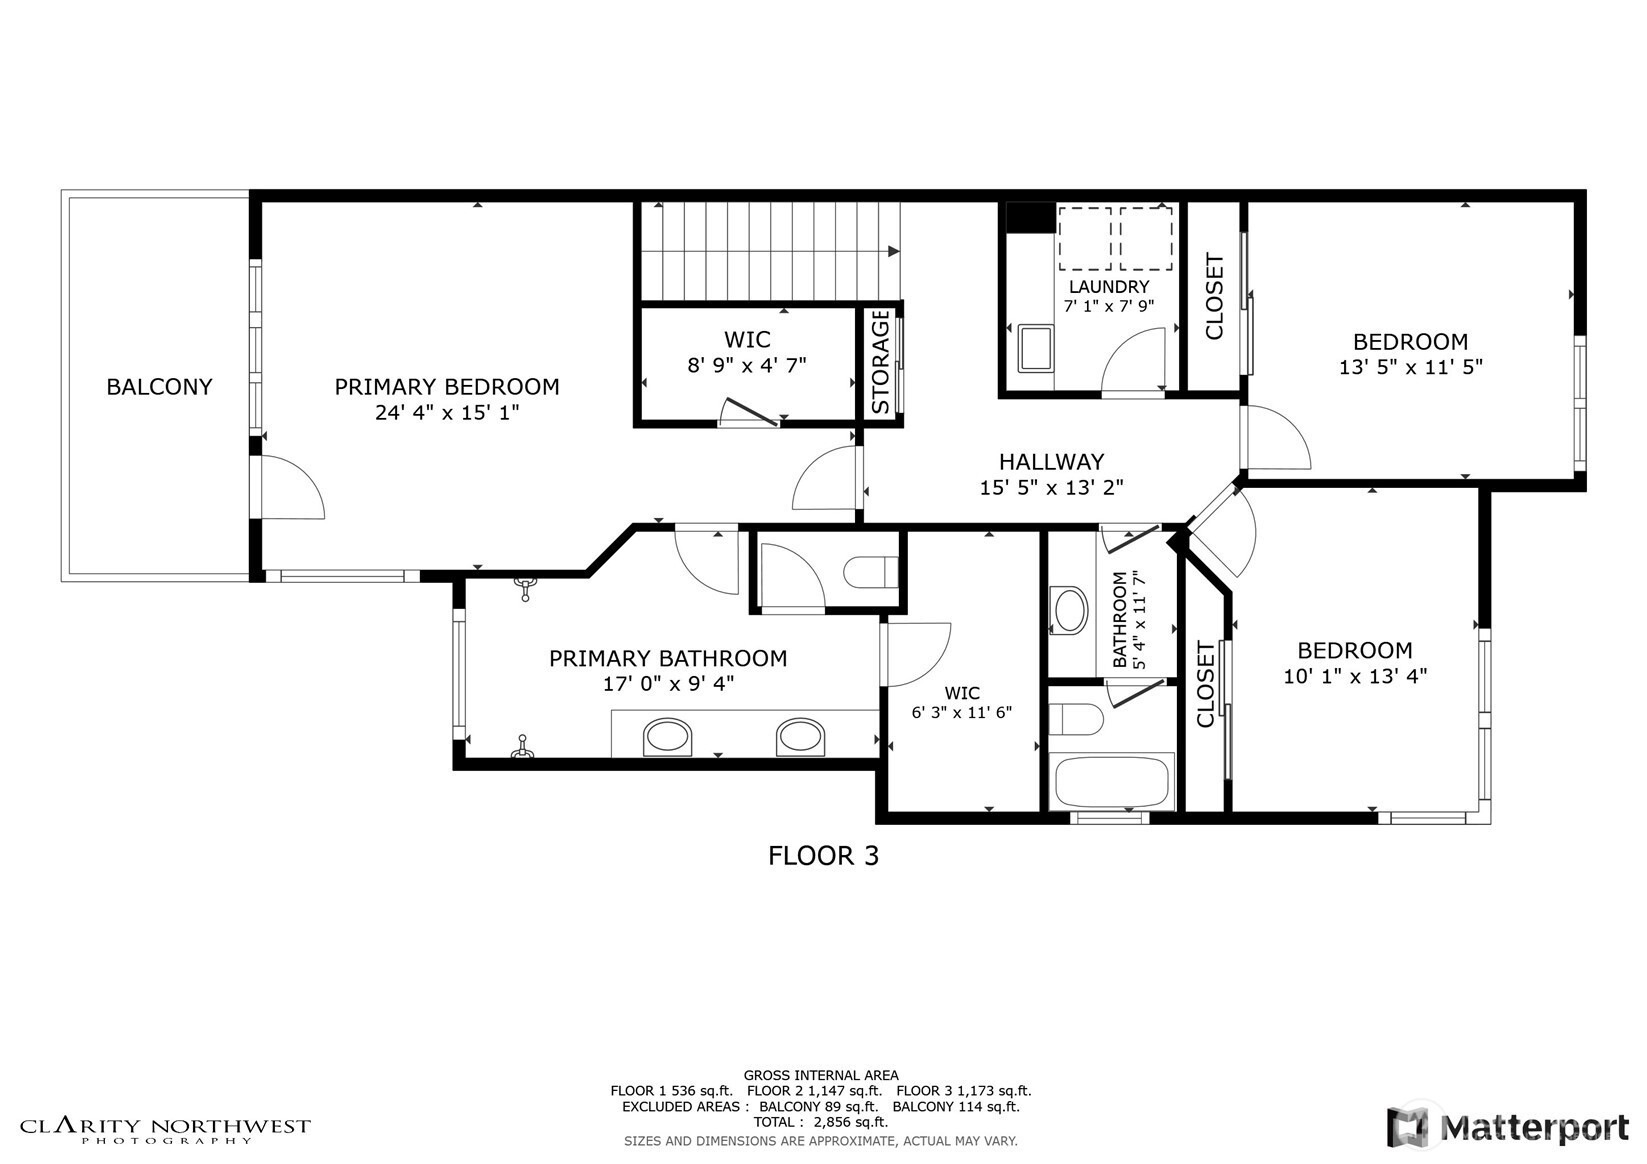 BALCONY
PRIMARY BEDROOM
24' 4" x 15' 1"
WIC
8' 9" x 4' 7"
STORAGE
LAUNDRY
7' 1" x 7' 9"
CLOSET
BEDROOM
13' 5" x 11' 5"
HALLWAY
15' 5" x 13' 2"
PRIMARY BATHROOM
17' 0" x 9' 4"
WIC
6' 3" x 11' 6"
BATHROOM
5' 4" x 11' 7"
CLOSET
BEDROOM
10' 1" x 13' 4"
FLOOR 3
GROSS INTERNAL AREA
FLOOR 1 536 sq.ft. FLOOR 2 1,147 sq.ft. FLOOR 3 1,173 sq.ft.
EXCLUDED AREAS : BALCONY 89 sq.ft. BALCONY 114 sq.ft.
TOTAL : 2,856 sq.ft.
SIZES AND DIMENSIONS ARE APPROXIMATE, ACTUAL MAY VARY.
CLARITY NORTHWEST
PHOTOGRAPHY
Matterport